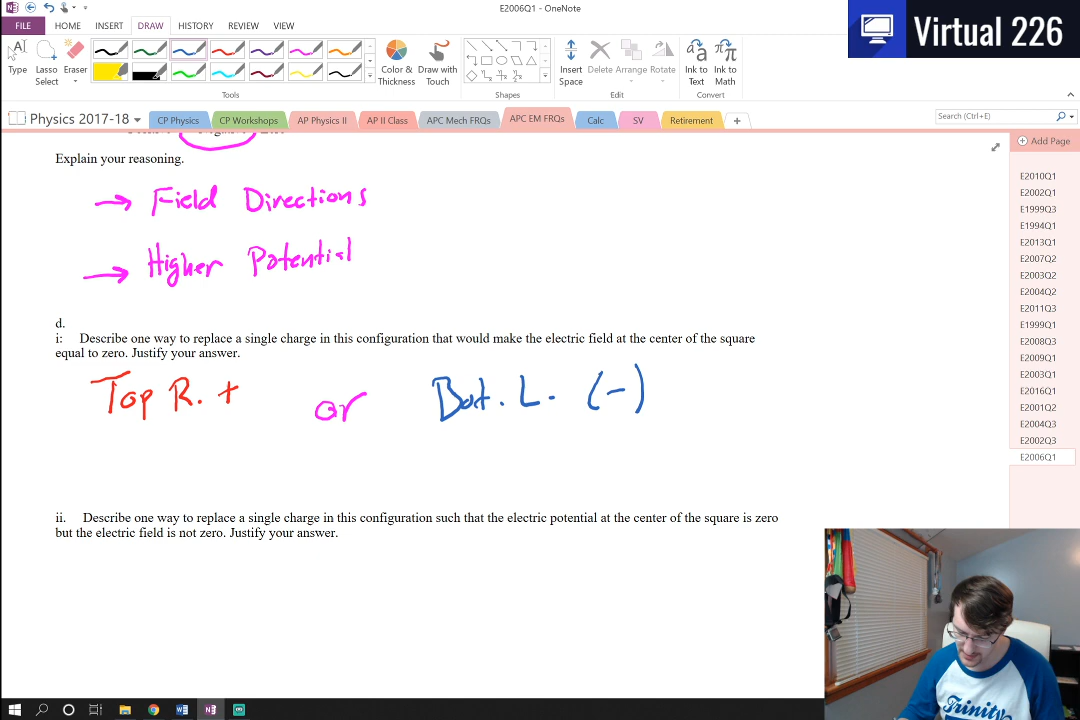 E2006Q1 - OneNote
Virtual 226
FILE HOME INSERT DRAW HISTORY REVIEW VIEW
Type
Lasso Select
Eraser
Color & Thickness
Draw with Touch
Insert Space
Delete Arrange Rotate
Ink to Text
Ink to Math
Tools Shapes Edit Convert
Physics 2017-18
CP Physics CP Workshops AP Physics II AP II Class APC Mech FRQs APC EM FRQs Calc SV Retirement +
Search (Ctrl+E)
Add Page
E2010Q1
E2002Q1
E1999Q3
E1994Q1
E2013Q1
E2007Q2
E2003Q2
E2004Q2
E2011Q3
E1999Q1
E2008Q3
E2009Q1
E2003Q1
E2016Q1
E2001Q2
E2004Q3
E2002Q3
E2006Q1
Explain your reasoning.
→ Field Directions
→ Higher Potential
d.
i: Describe one way to replace a single charge in this configuration that would make the electric field at the center of the square
equal to zero. Justify your answer.
Top R. + or Bot. L. (-)
ii. Describe one way to replace a single charge in this configuration such that the electric potential at the center of the square is zero
but the electric field is not zero. Justify your answer.
Trinity